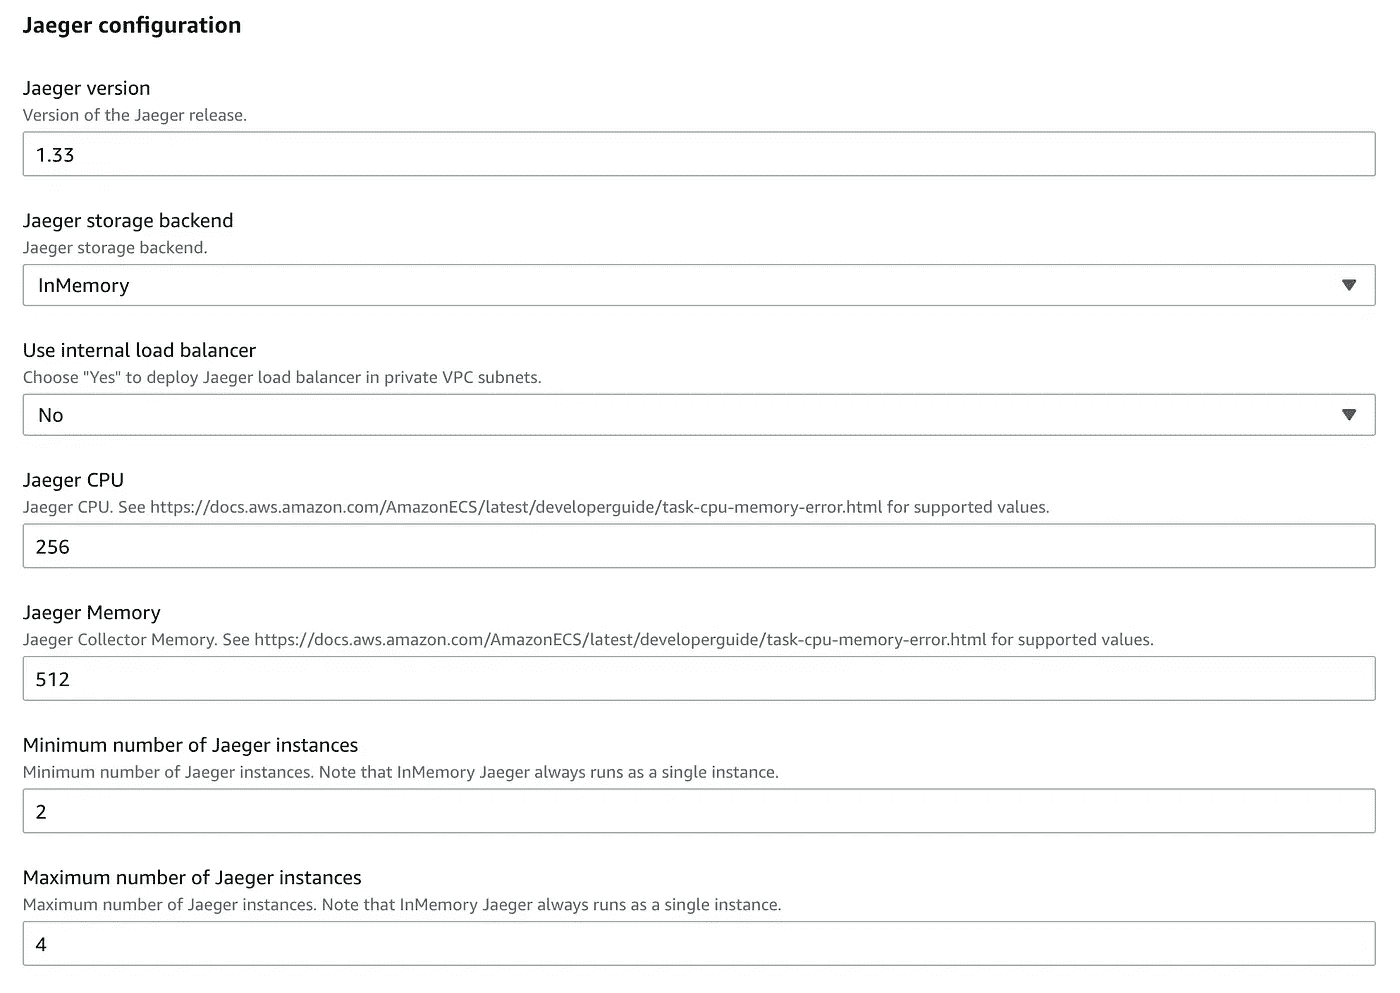 Jaeger configuration
Jaeger version
Version of the Jaeger release.
1.33
Jaeger storage backend
Jaeger storage backend.
InMemory
Use internal load balancer
Choose "Yes" to deploy Jaeger load balancer in private VPC subnets.
No
Jaeger CPU
Jaeger CPU. See https://docs.aws.amazon.com/AmazonECS/latest/developerguide/task-cpu-memory-error.html for supported values.
256
Jaeger Memory
Jaeger Collector Memory. See https://docs.aws.amazon.com/AmazonECS/latest/developerguide/task-cpu-memory-error.html for supported values.
512
Minimum number of Jaeger instances
Minimum number of Jaeger instances. Note that InMemory Jaeger always runs as a single instance.
2
Maximum number of Jaeger instances
Maximum number of Jaeger instances. Note that InMemory Jaeger always runs as a single instance.
4